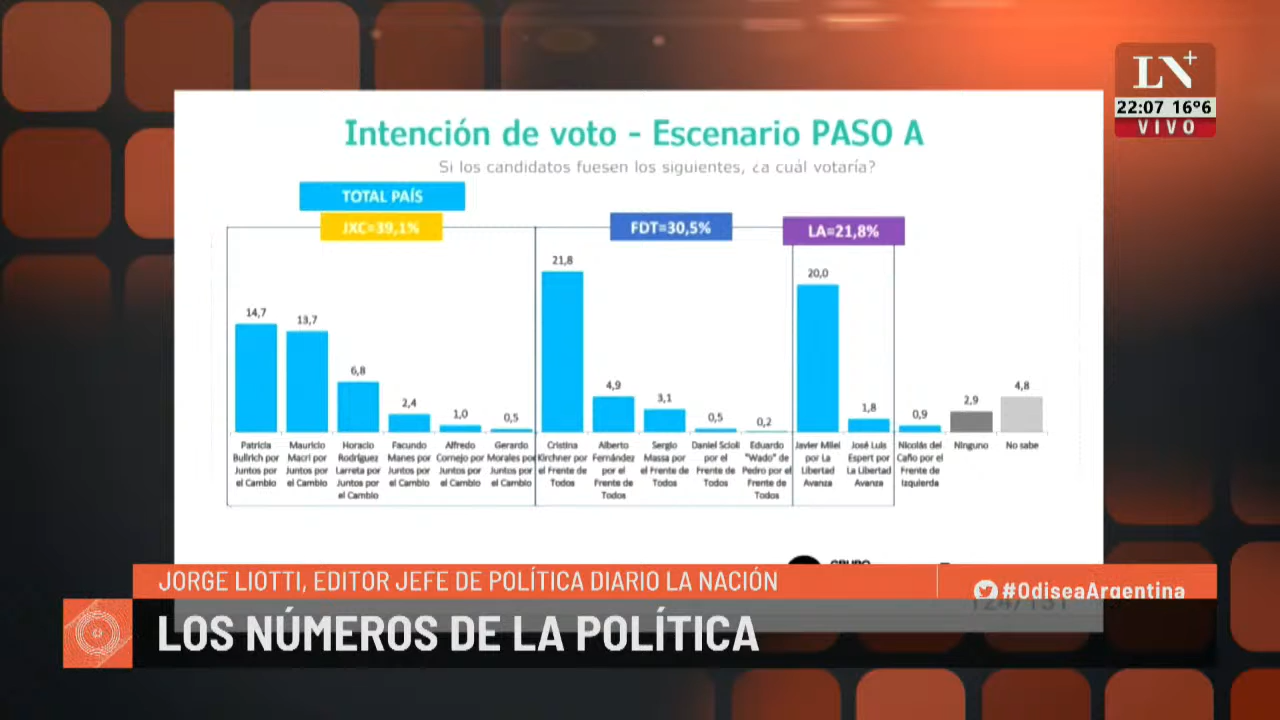 LN+
22:07 16°6
VIVO
Intención de voto - Escenario PASO A
Si los candidatos fuesen los siguientes, ¿a cuál votaría?
TOTAL PAÍS
JXC=39,1%
FDT=30,5%
LA=21,8%
14,7
13,7
6,8
2,4
1,0
0,5
21,8
4,9
3,1
0,5
0,2
20,0
1,8
0,9
2,9
4,8
Patricia
Bullrich por
Juntos por
el Cambio
Mauricio
Macri por
Juntos por
el Cambio
Horacio
Rodríguez
Larreta por
Juntos por
el Cambio
Facundo
Manes por
Juntos por
el Cambio
Alfredo
Cornejo por
Juntos por
el Cambio
Gerardo
Morales por
Juntos por
el Cambio
Cristina
Kirchner por
el Frente de
Todos
Alberto
Fernández
por el
Frente de
Todos
Sergio
Massa por
el Frente de
Todos
Daniel Scioli
por el
Frente de
Todos
Eduardo
"Wado" de
Pedro por el
Frente de
Todos
Javier Milei
por La
Libertad
Avanza
José Luis
Espert por
La Libertad
Avanza
Nicolás del
Caño por el
Frente de
Izquierda
Ninguno
No sabe
GRUPO
JORGE LIOTTI, EDITOR JEFE DE POLÍTICA DIARIO LA NACIÓN
#OdiseaArgentina
LOS NÚMEROS DE LA POLÍTICA